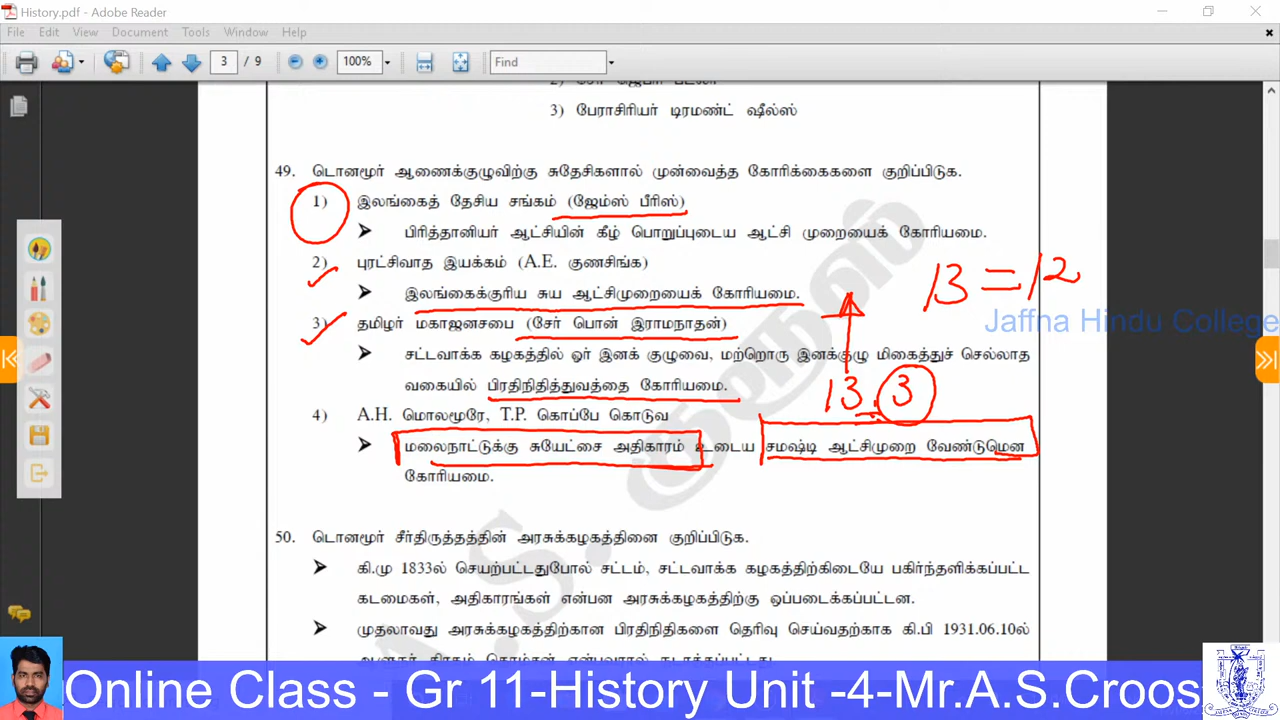 History.pdf - Adobe Reader
File Edit View Document Tools Window Help
3 / 9 100% Find
3) பேராசிரியர் டிரமண்ட் ஷீல்ஸ்
49. டொனமூர் ஆணைக்குழுவிற்கு சுதேசிகளால் முன்வைத்த கோரிக்கைகளை குறிப்பிடுக.
1) இலங்கைத் தேசிய சங்கம் (ஜேம்ஸ் பீரிஸ்)
➤ பிரித்தானியர் ஆட்சியின் கீழ் பொறுப்புடைய ஆட்சி முறையைக் கோரியமை.
2) புரட்சிவாத இயக்கம் (A.E. குணசிங்க)
➤ இலங்கைக்குரிய சுய ஆட்சிமுறையைக் கோரியமை.
13 = 12
Jaffna Hindu College
3) தமிழர் மகாஜனசபை (சேர் பொன் இராமநாதன்)
➤ சட்டவாக்க கழகத்தில் ஓர் இனக் குழுவை, மற்றொரு இனக்குழு மிகைத்துச் செல்லாத
வகையில் பிரதிநிதித்துவத்தை கோரியமை.
13.3
4) A.H. மொலமூரே, T.P. கொப்பே கொடுவ
➤ மலைநாட்டுக்கு சுயேட்சை அதிகாரம் உடைய சமஷ்டி ஆட்சிமுறை வேண்டுமென
கோரியமை.
50. டொனமூர் சீர்திருத்தத்தின் அரசுக்கழகத்தினை குறிப்பிடுக.
➤ கி.மு 1833ல் செயற்பட்டதுபோல் சட்டம், சட்டவாக்க கழகத்திற்கிடையே பகிர்ந்தளிக்கப்பட்ட
கடமைகள், அதிகாரங்கள் என்பன அரசுக்கழகத்திற்கு ஒப்படைக்கப்பட்டன.
➤ முதலாவது அரசுக்கழகத்திற்கான பிரதிநிதிகளை தெரிவு செய்வதற்காக கி.பி 1931.06.10ல்
Online Class - Gr 11-History Unit -4-Mr.A.S.Croos